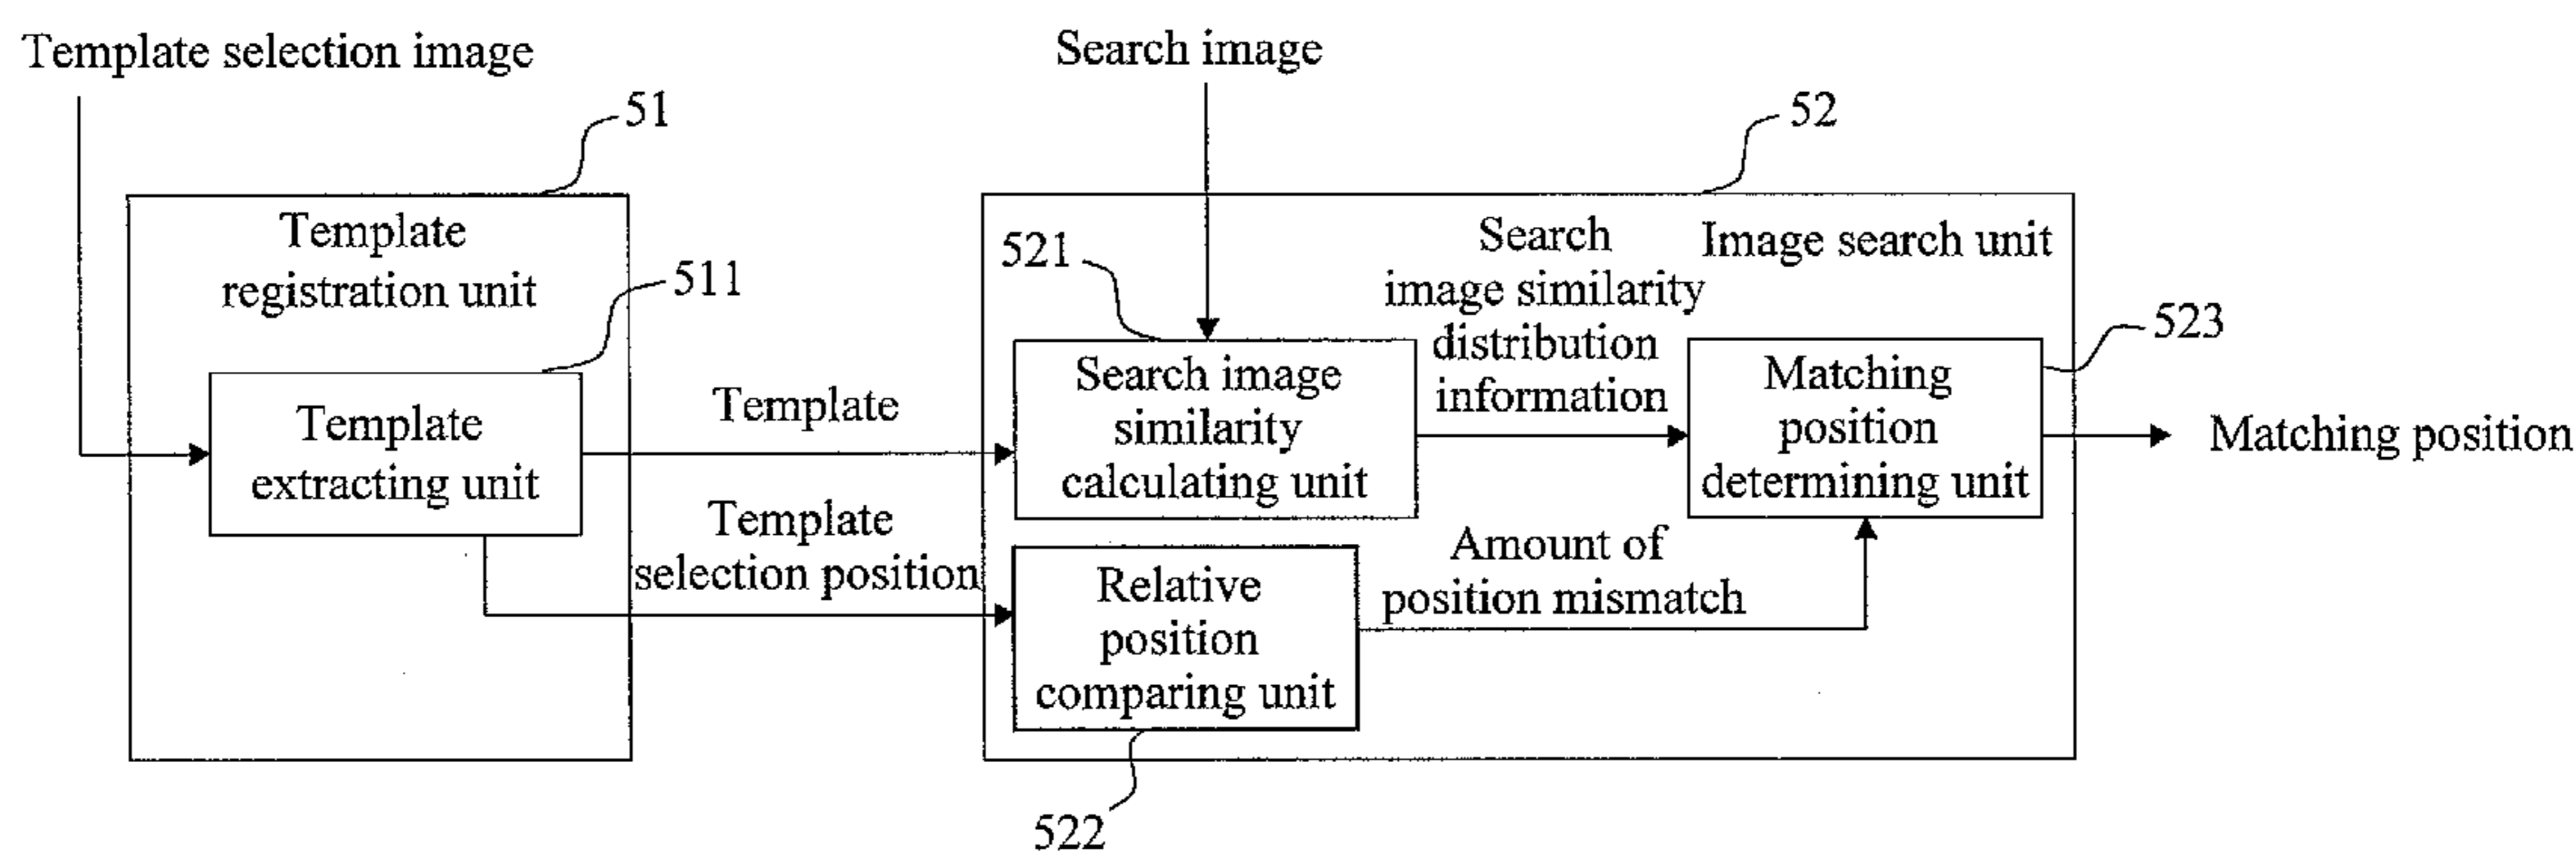 Template selection image
Search image
51
52
Template
registration unit
511
521
Search
image similarity
distribution
information
Image search unit
523
Template
extracting unit
Template
Search image
similarity
calculating unit
Matching
position
determining unit
Matching position
Template
selection position
Relative
position
comparing unit
Amount of
position mismatch
522